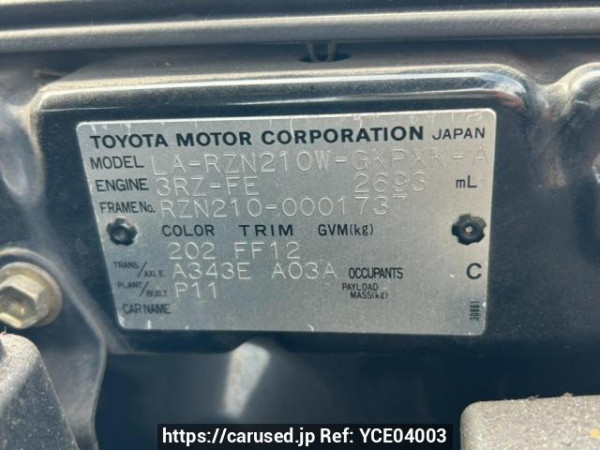 TOYOTA MOTOR CORPORATION JAPAN
MODEL LA-RZN210W-GKPXK-A
ENGINE 3RZ-FE 2693 mL
FRAME No. RZN210-0001737
COLOR TRIM GVM(kg)
202 FF12
TRANS./AXLE A343E A03A OCCUPANTS C
PLANT/BUILT P11 PAYLOAD MASS(kg)
CAR NAME
30881
https://carused.jp Ref: YCE04003